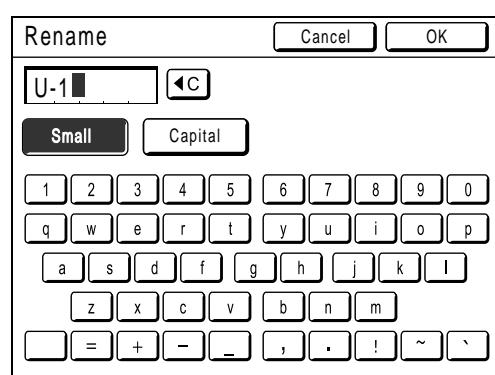 Rename Cancel OK
U-1 ◀C
Small Capital
1 2 3 4 5 6 7 8 9 0
q w e r t y u i o p
a s d f g h j k l
z x c v b n m
= + − _ , . ! ~ `